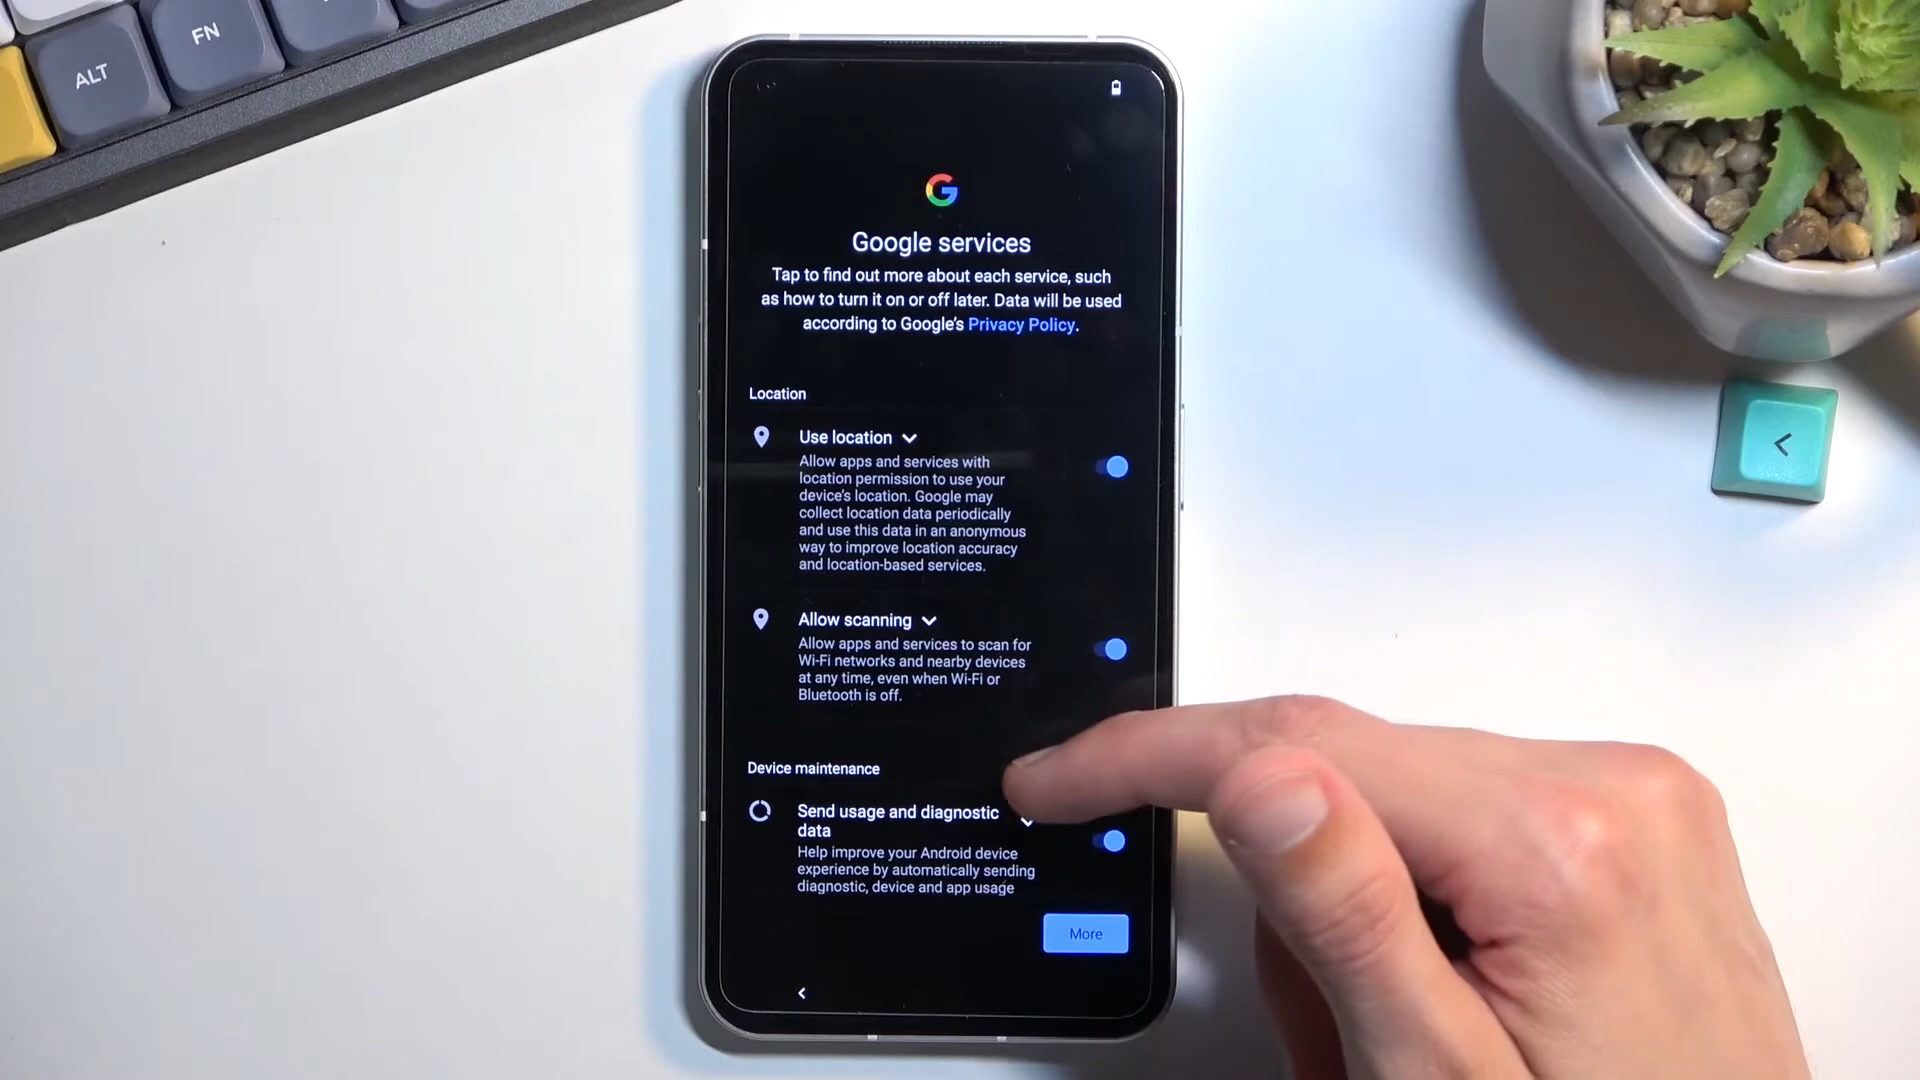 ALT
FN
Google services
Tap to find out more about each service, such
as how to turn it on or off later. Data will be used
according to Google's Privacy Policy.
Location
Use location
Allow apps and services with
location permission to use your
device's location. Google may
collect location data periodically
and use this data in an anonymous
way to improve location accuracy
and location-based services.
Allow scanning
Allow apps and services to scan for
Wi-Fi networks and nearby devices
at any time, even when Wi-Fi or
Bluetooth is off.
Device maintenance
Send usage and diagnostic
data
Help improve your Android device
experience by automatically sending
diagnostic, device and app usage
More